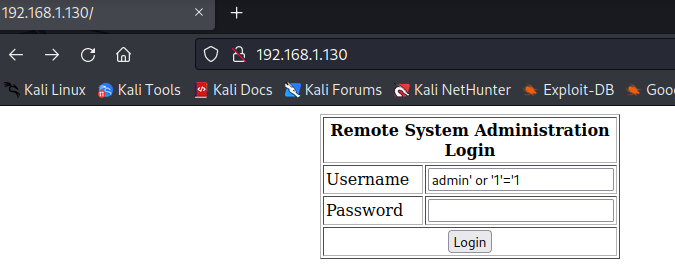 192.168.1.130/
192.168.1.130
Kali Linux Kali Tools Kali Docs Kali Forums Kali NetHunter Exploit-DB Goo
Remote System Administration
Login
Username admin' or '1'='1
Password
Login